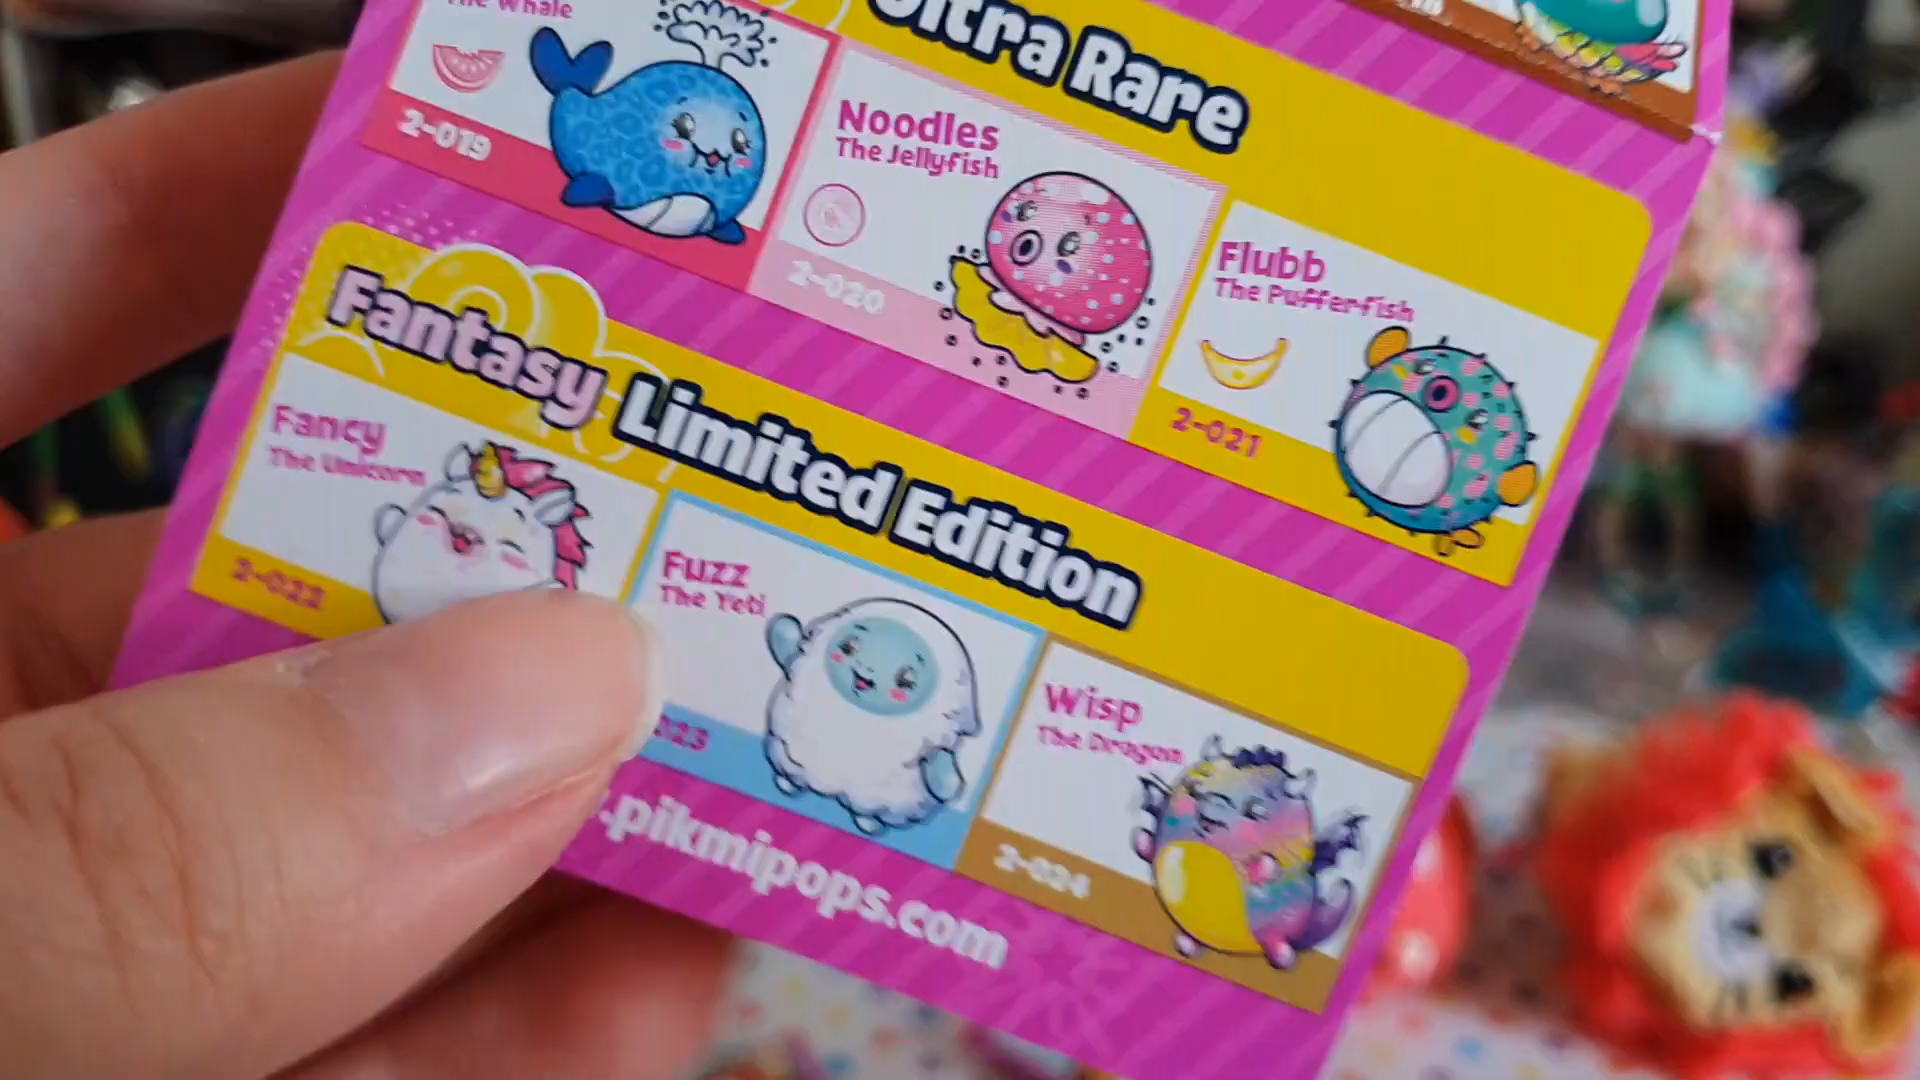 The Whale
2-019
Ultra Rare
Noodles
The Jellyfish
2-020
Flubb
The Pufferfish
2-021
Fantasy Limited Edition
Fancy
The Unicorn
2-022
Fuzz
The Yeti
023
Wisp
The Dragon
2-024
.pikmipops.com